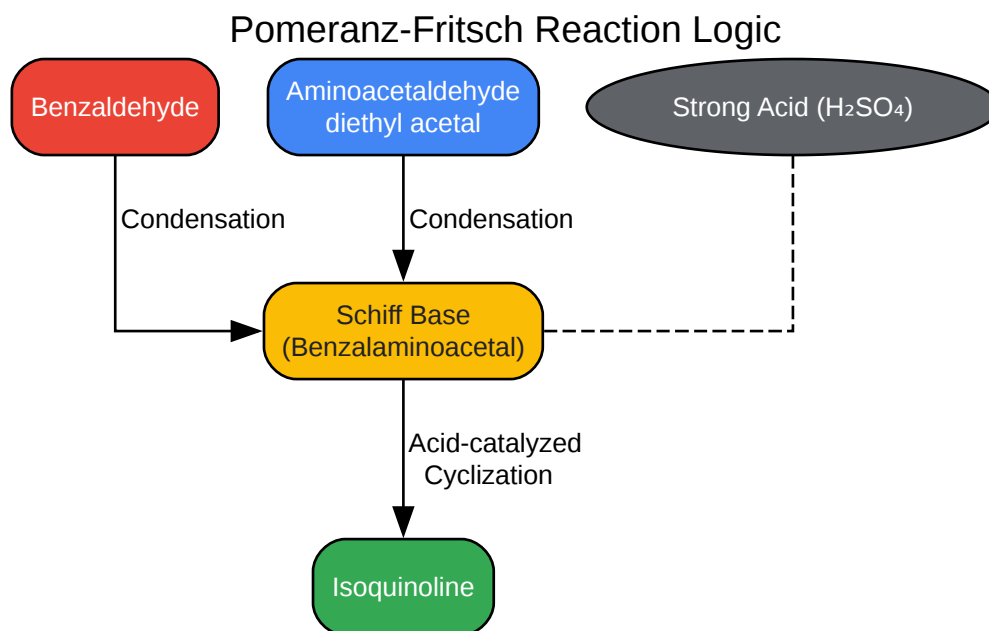 Pomeranz-Fritsch Reaction Logic
Benzaldehyde
Aminoacetaldehyde
diethyl acetal
Strong Acid (H₂SO₄)
Condensation
Condensation
Schiff Base
(Benzalaminoacetal)
Acid-catalyzed
Cyclization
Isoquinoline